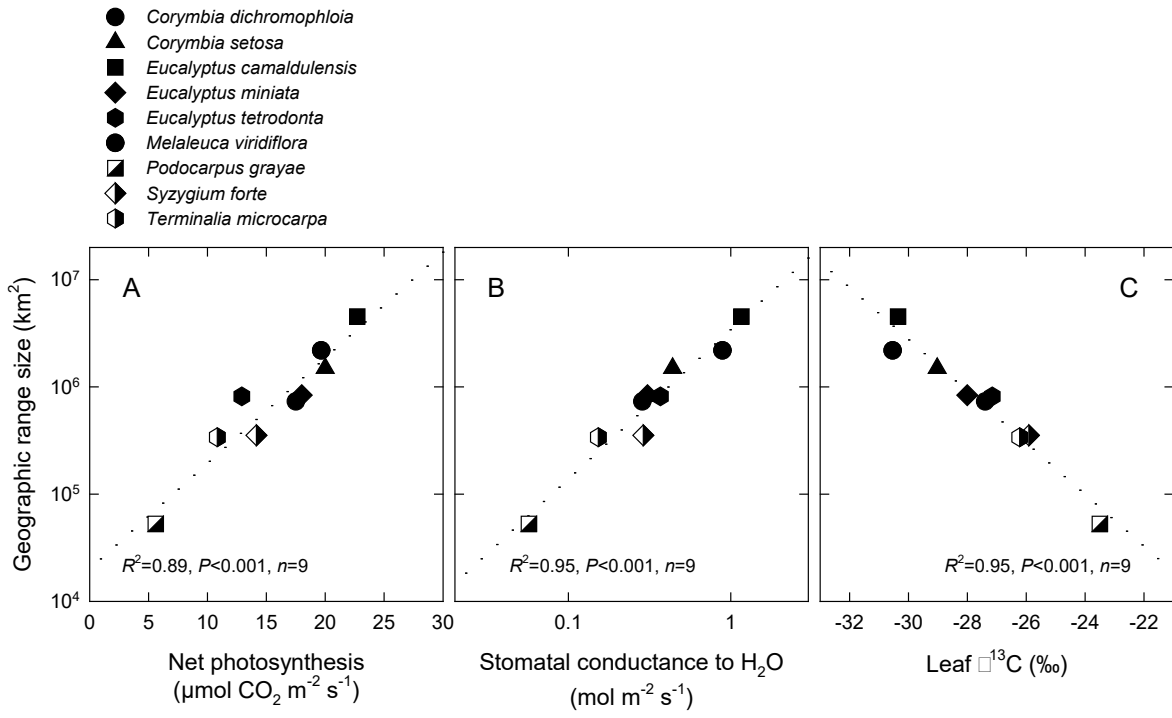 Corymbia dichromophloia
Corymbia setosa
Eucalyptus camaldulensis
Eucalyptus miniata
Eucalyptus tetrodonta
Melaleuca viridiflora
Podocarpus grayae
Syzygium forte
Terminalia microcarpa
Geographic range size (km²)
10⁷
10⁶
10⁵
10⁴
A
R²=0.89, P<0.001, n=9
0 5 10 15 20 25 30
Net photosynthesis
(µmol CO₂ m⁻² s⁻¹)
B
R²=0.95, P<0.001, n=9
0.1 1
Stomatal conductance to H₂O
(mol m⁻² s⁻¹)
C
R²=0.95, P<0.001, n=9
-32 -30 -28 -26 -24 -22
Leaf □¹³C (‰)